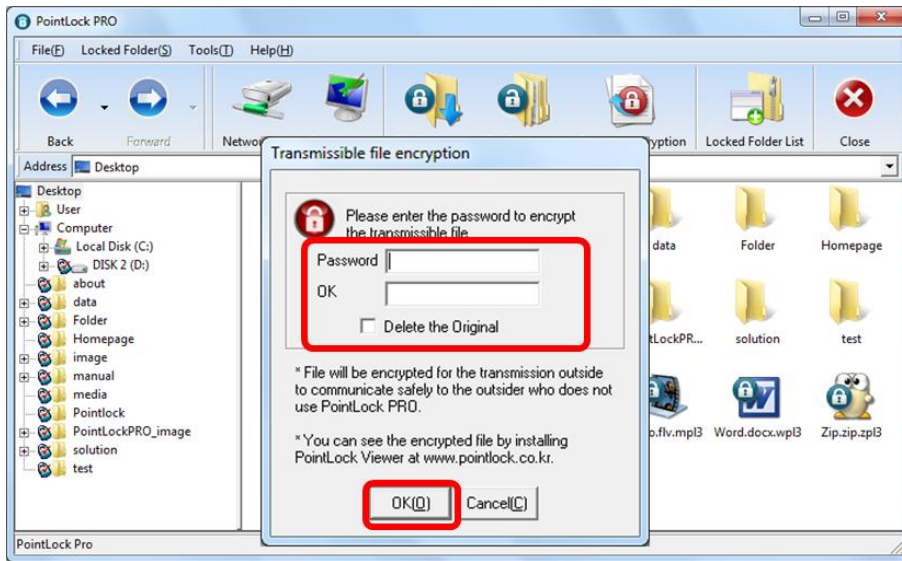 PointLock PRO
File(F) Locked Folder(S) Tools(T) Help(H)
Back Forward Locked Folder List Close
Address Desktop
Desktop
User
Computer
Local Disk (C:)
DISK 2 (D:)
about
data
Folder
Homepage
image
manual
media
Pointlock
PointLockPRO_image
solution
test
Transmissible file encryption
Please enter the password to encrypt
the transmissible file
Password
OK
Delete the Original
* File will be encrypted for the transmission outside
to communicate safely to the outsider who does not
use PointLock PRO.
* You can see the encrypted file by installing
PointLock Viewer at www.pointlock.co.kr.
OK(O) Cancel(C)
data Folder Homepage
solution test
Word.docx.wpl3 Zip.zip.zpl3
PointLock Pro